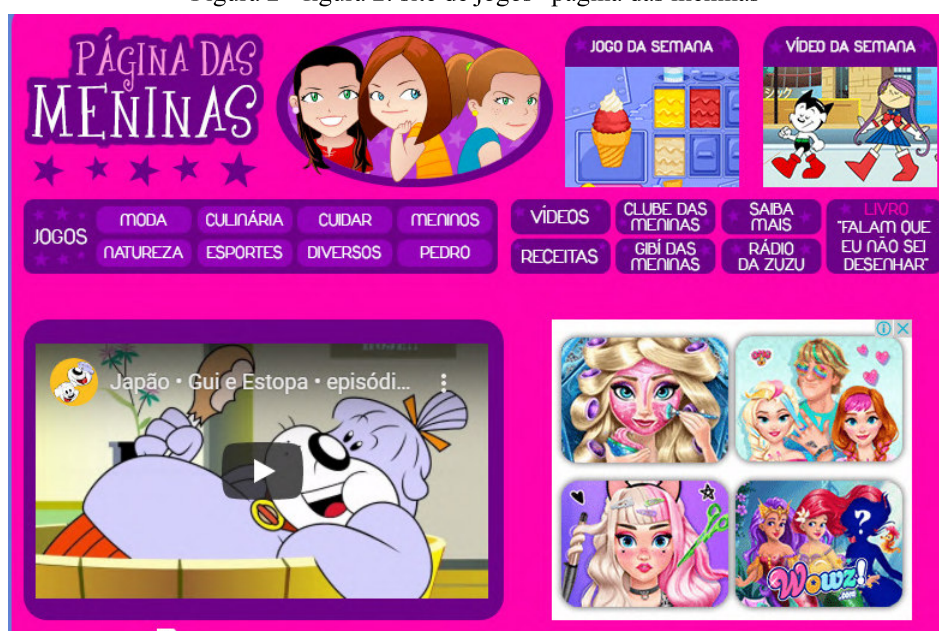 PÁGINA DAS
MENINAS
JOGO DA SEMANA
VÍDEO DA SEMANA
JOGOS
MODA
CULINÁRIA
CUIDAR
MENINOS
NATUREZA
ESPORTES
DIVERSOS
PEDRO
VÍDEOS
CLUBE DAS
MENINAS
SAIBA
MAIS
LIVRO
"FALAM QUE
EU NÃO SEI
DESENHAR"
RECEITAS
GIBÍ DAS
MENINAS
RÁDIO
DA ZUZU
Japão • Gui e Estopa • episódi...
?
Wowz!
.com